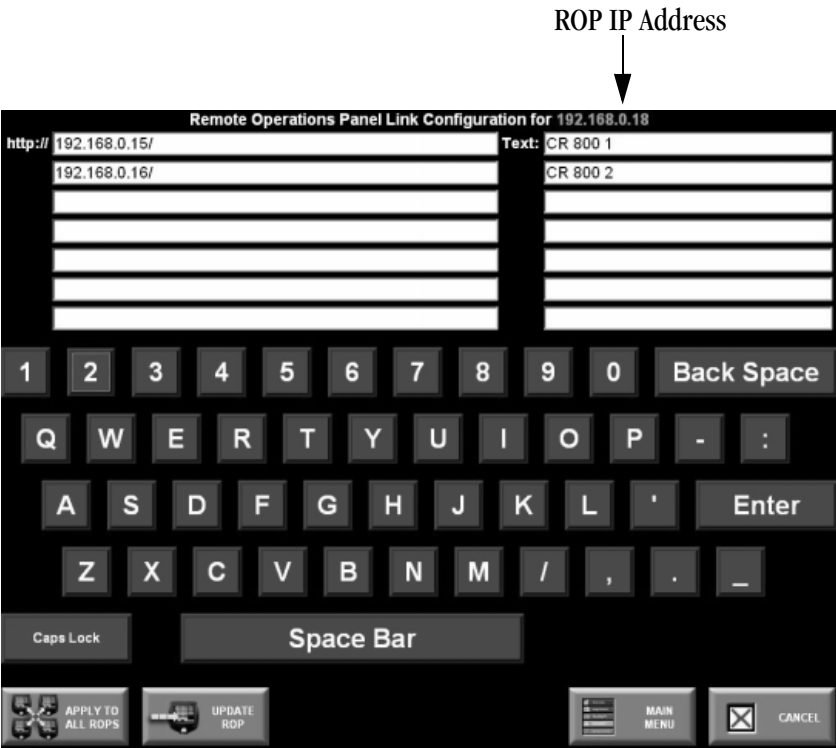 ROP IP Address
Remote Operations Panel Link Configuration for 192.168.0.18
http:// 192.168.0.15/ Text: CR 800 1
192.168.0.16/ CR 800 2
1 2 3 4 5 6 7 8 9 0 Back Space
Q W E R T Y U I O P - :
A S D F G H J K L ' Enter
Z X C V B N M / , . _
Caps Lock Space Bar
APPLY TO ALL ROPS UPDATE ROP MAIN MENU CANCEL